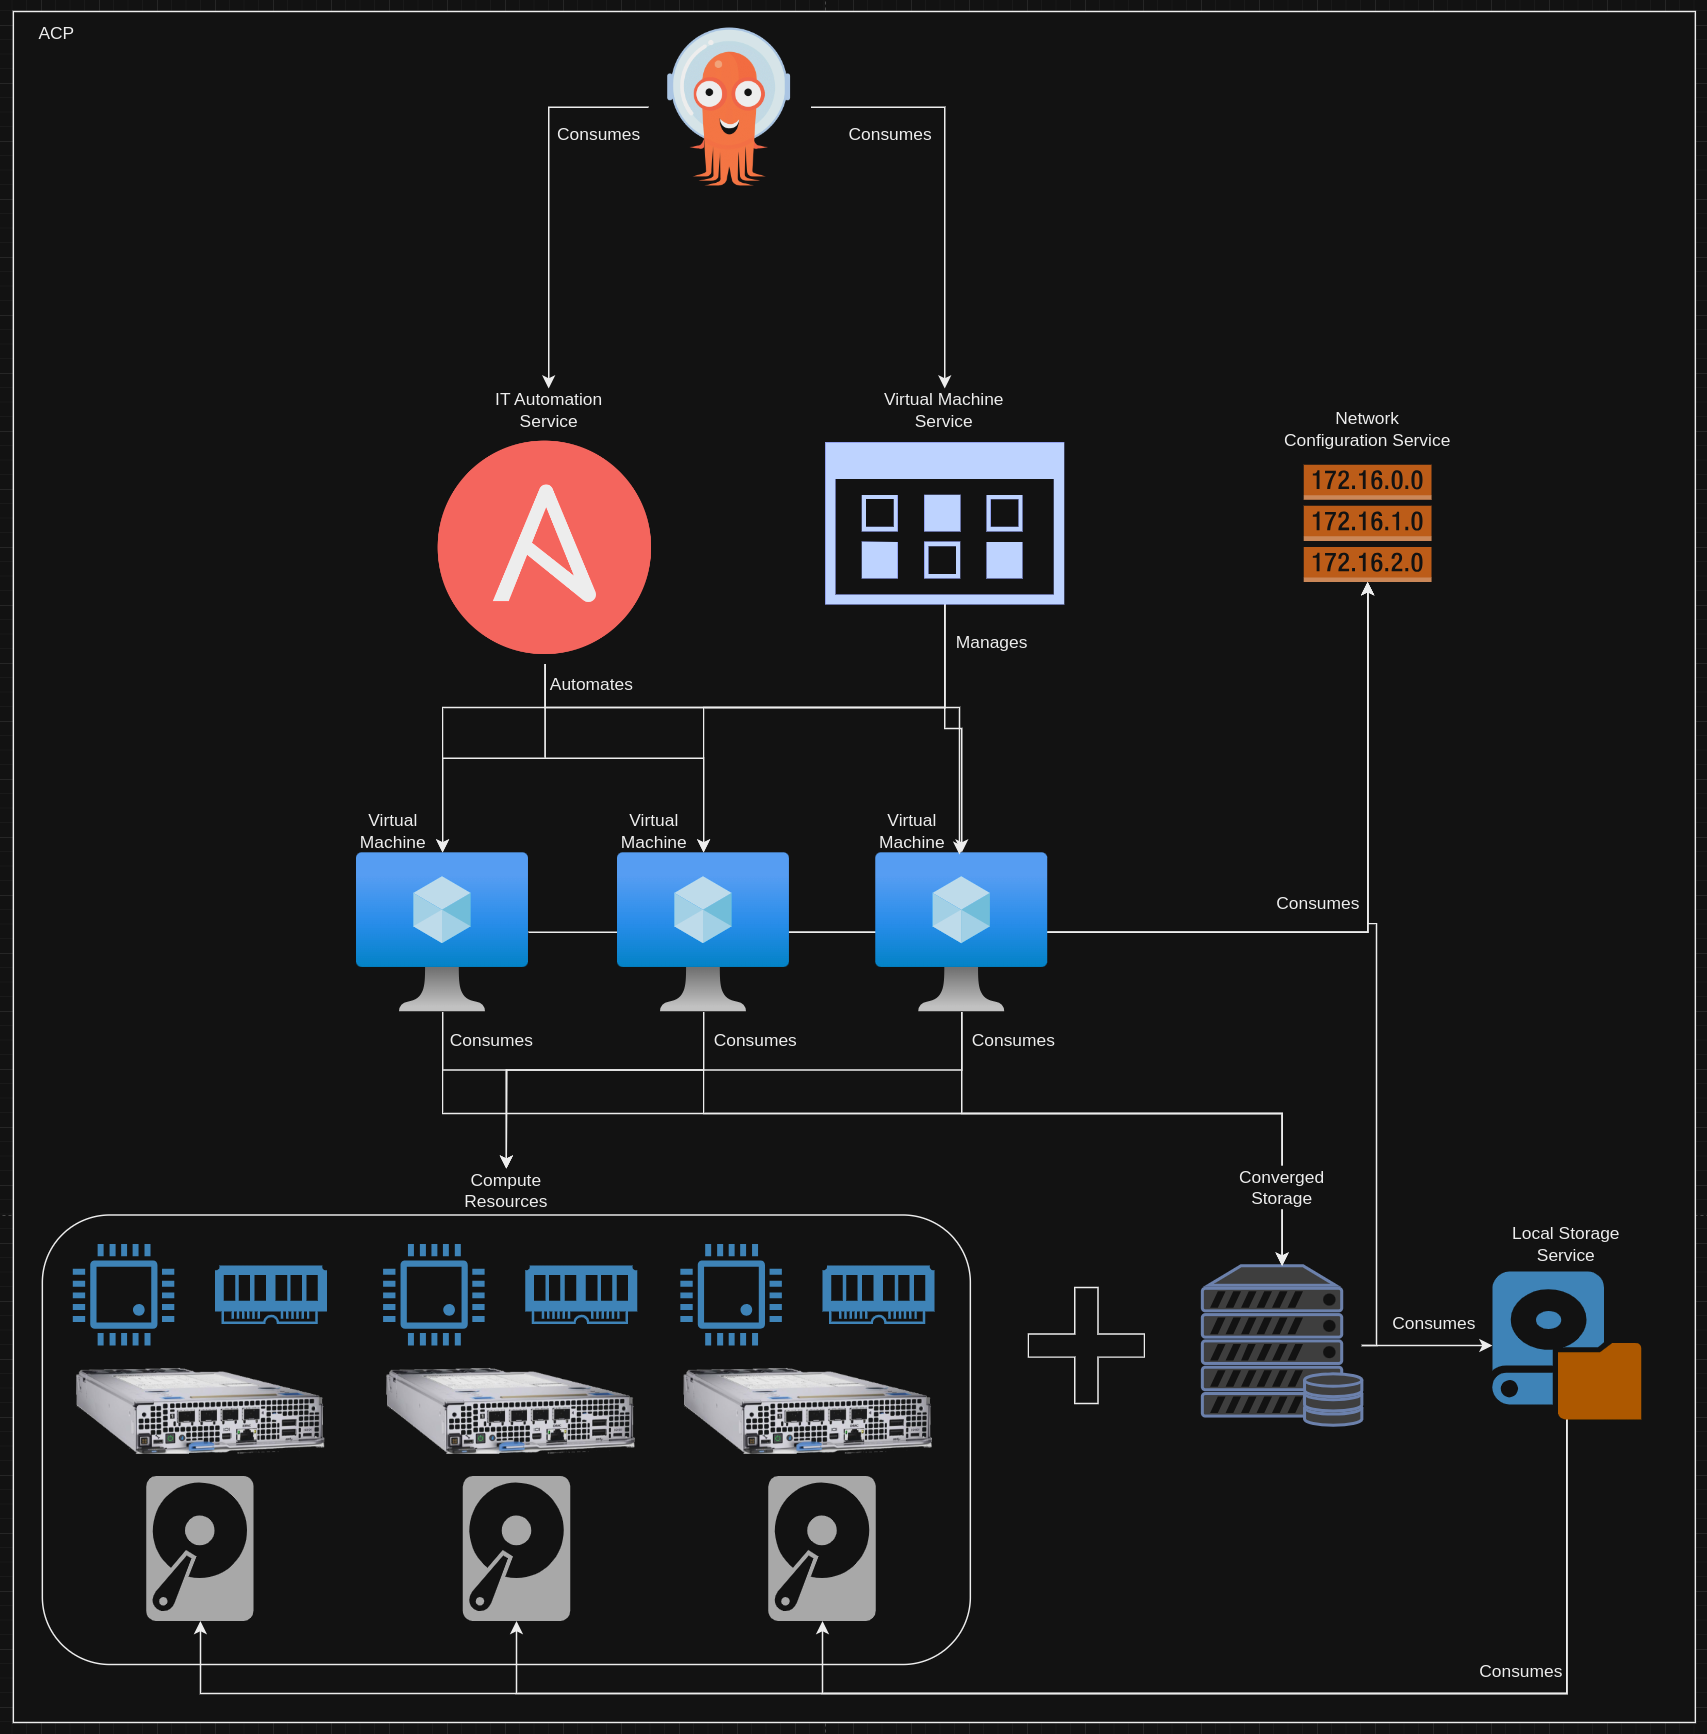 ACP
Consumes
Consumes
IT Automation
Service
Virtual Machine
Service
Network
Configuration Service
172.16.0.0
172.16.1.0
172.16.2.0
Manages
Automates
Virtual
Machine
Virtual
Machine
Virtual
Machine
Consumes
Consumes
Consumes
Consumes
Compute
Resources
Converged
Storage
Local Storage
Service
Consumes
Consumes